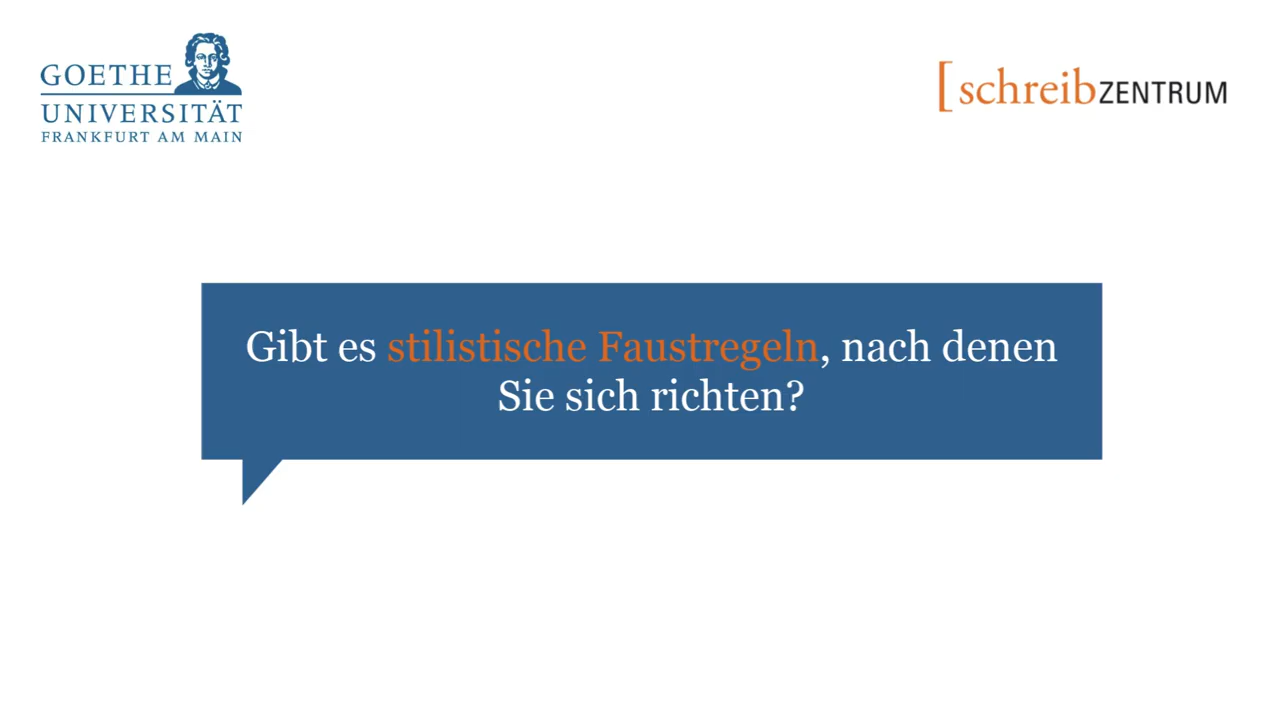 GOETHE
UNIVERSITÄT
FRANKFURT AM MAIN
[schreibZENTRUM
Gibt es stilistische Faustregeln, nach denen
Sie sich richten?